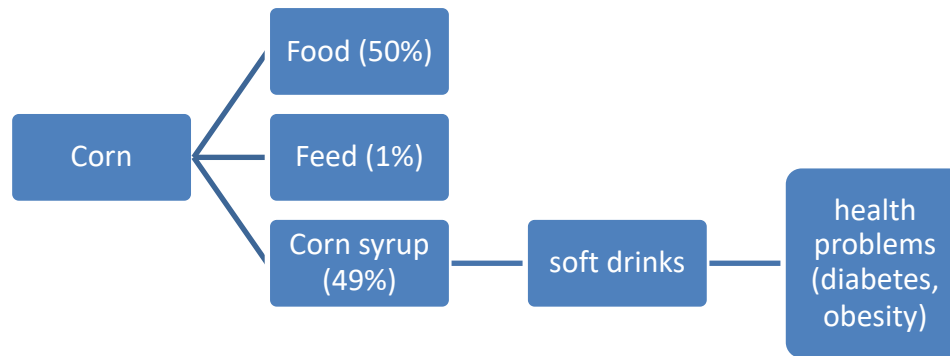 Food (50%)
Corn
Feed (1%)
Corn syrup
(49%)
soft drinks
health
problems
(diabetes,
obesity)